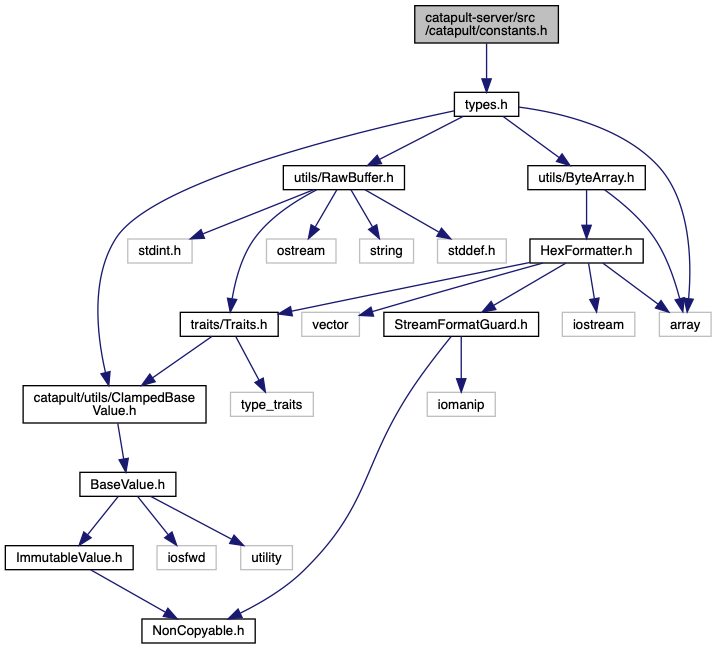 catapult-server/src
/catapult/constants.h
types.h
utils/RawBuffer.h
utils/ByteArray.h
stdint.h
ostream
string
stddef.h
HexFormatter.h
traits/Traits.h
vector
StreamFormatGuard.h
iostream
array
catapult/utils/ClampedBase
Value.h
type_traits
iomanip
BaseValue.h
ImmutableValue.h
iosfwd
utility
NonCopyable.h